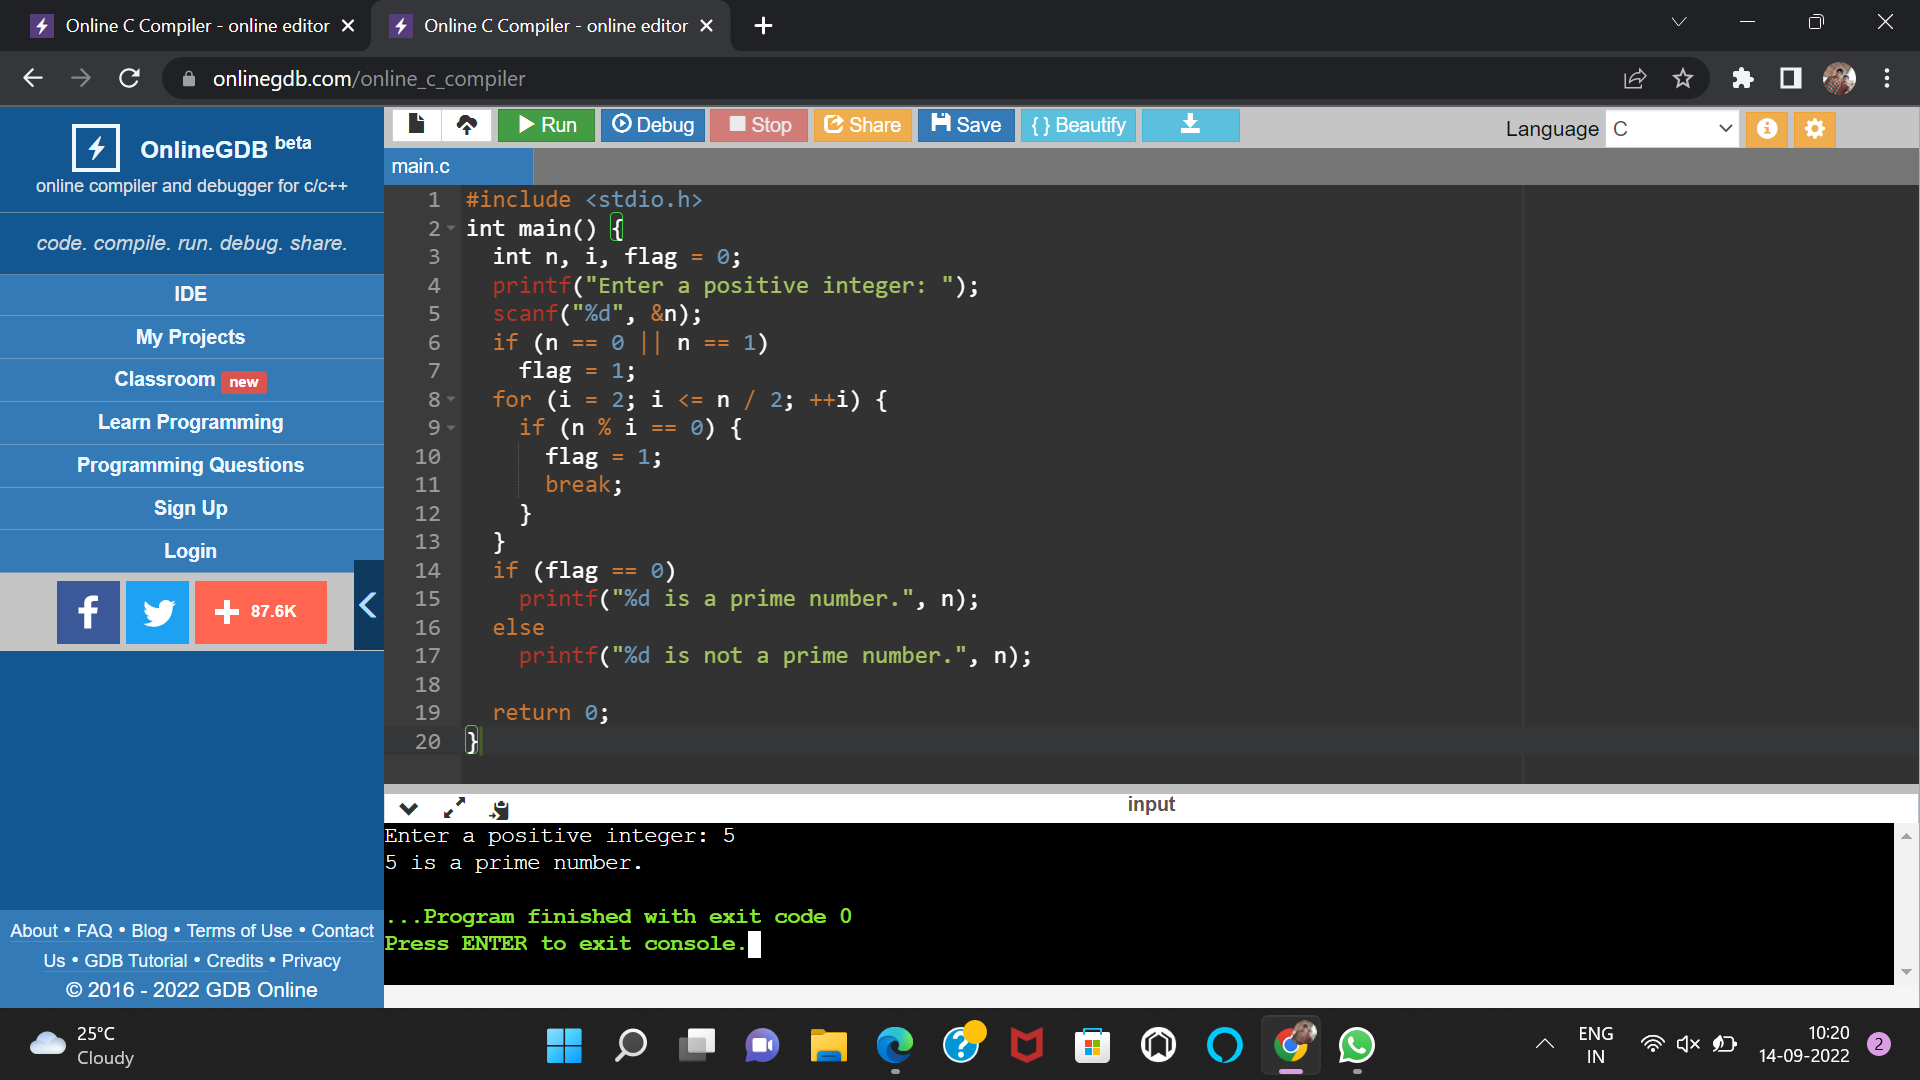 Online C Compiler - online editor
Online C Compiler - online editor
onlinegdb.com/online_c_compiler
OnlineGDB beta
online compiler and debugger for c/c++
code. compile. run. debug. share.
IDE
My Projects
Classroom new
Learn Programming
Programming Questions
Sign Up
Login
87.6K
About • FAQ • Blog • Terms of Use • Contact
Us • GDB Tutorial • Credits • Privacy
© 2016 - 2022 GDB Online
Run Debug Stop Share Save { } Beautify
Language C
main.c
1 #include <stdio.h>
2 int main() {
3 int n, i, flag = 0;
4 printf("Enter a positive integer: ");
5 scanf("%d", &n);
6 if (n == 0 || n == 1)
7 flag = 1;
8 for (i = 2; i <= n / 2; ++i) {
9 if (n % i == 0) {
10 flag = 1;
11 break;
12 }
13 }
14 if (flag == 0)
15 printf("%d is a prime number.", n);
16 else
17 printf("%d is not a prime number.", n);
18
19 return 0;
20 }
input
Enter a positive integer: 5
5 is a prime number.
...Program finished with exit code 0
Press ENTER to exit console.
25°C
Cloudy
ENG
IN
10:20
14-09-2022
2